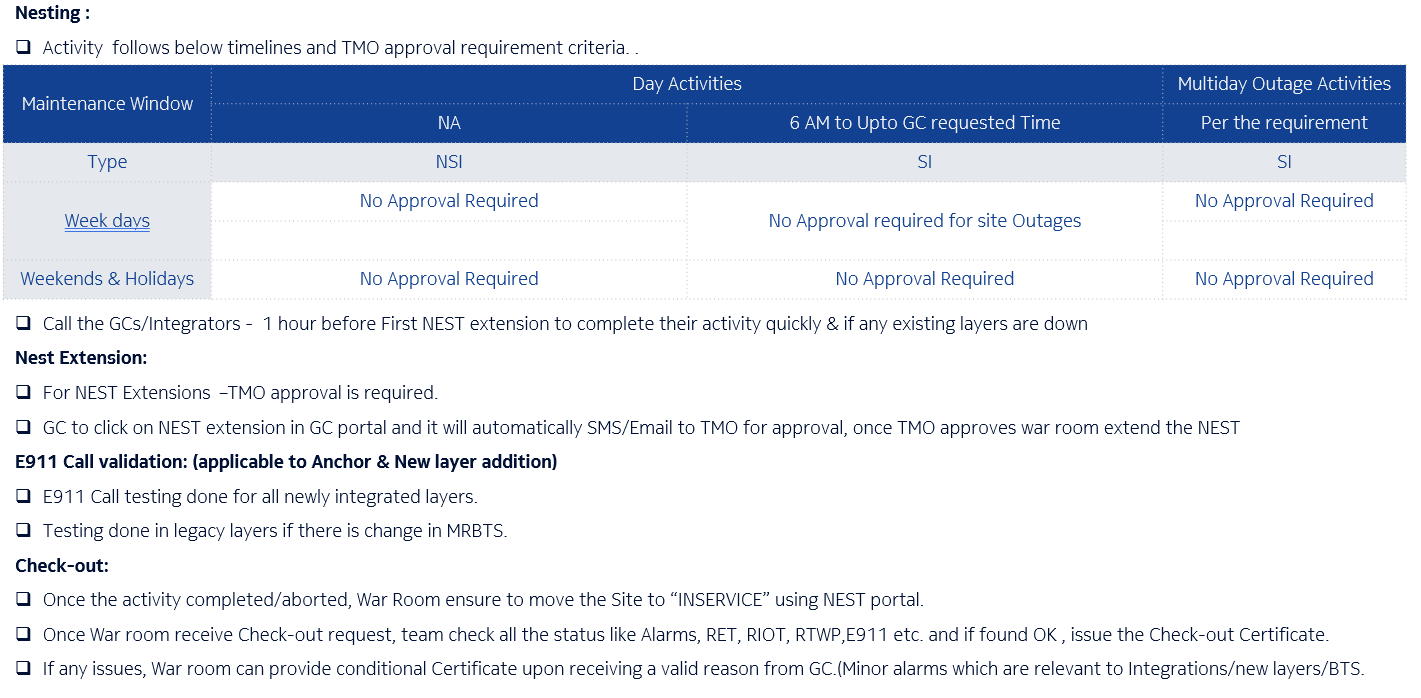 Nesting :
❑ Activity  follows below timelines and TMO approval requirement criteria. .
Maintenance Window
Day Activities
Multiday Outage Activities
NA
6 AM to Upto GC requested Time
Per the requirement
Type
NSI
SI
SI
Week days
No Approval Required
No Approval required for site Outages
No Approval Required
Weekends & Holidays
No Approval Required
No Approval Required
No Approval Required
❑ Call the GCs/Integrators -  1 hour before First NEST extension to complete their activity quickly & if any existing layers are down
Nest Extension:
❑ For NEST Extensions  –TMO approval is required.
❑ GC to click on NEST extension in GC portal and it will automatically SMS/Email to TMO for approval, once TMO approves war room extend the NEST
E911 Call validation: (applicable to Anchor & New layer addition)
❑ E911 Call testing done for all newly integrated layers.
❑ Testing done in legacy layers if there is change in MRBTS.
Check-out:
❑ Once the activity completed/aborted, War Room ensure to move the Site to “INSERVICE” using NEST portal.
❑ Once War room receive Check-out request, team check all the status like Alarms, RET, RIOT, RTWP,E911 etc. and if found OK , issue the Check-out Certificate.
❑ If any issues, War room can provide conditional Certificate upon receiving a valid reason from GC.(Minor alarms which are relevant to Integrations/new layers/BTS.